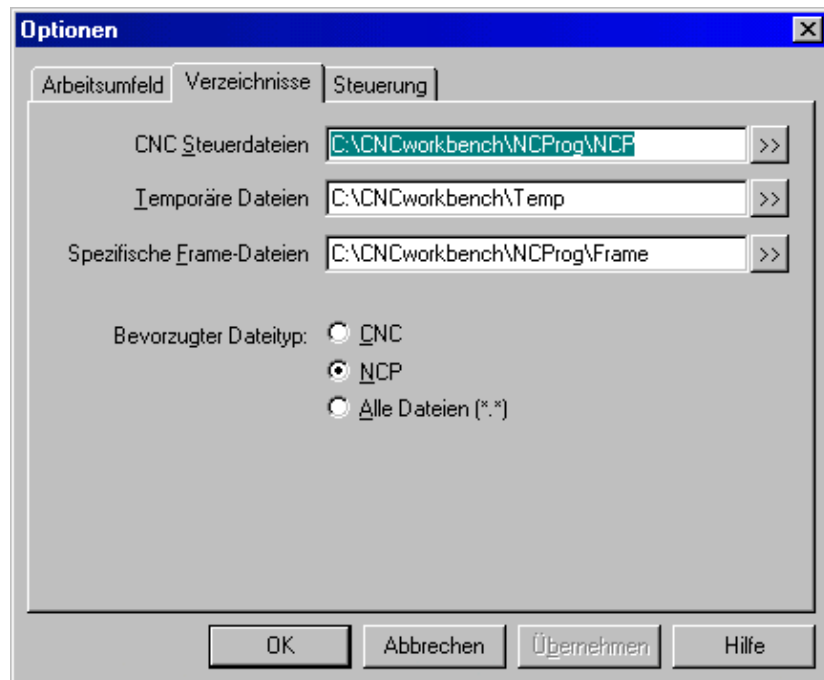 Optionen
Arbeitsumfeld Verzeichnisse Steuerung
CNC Steuerdateien C:\CNCworkbench\NCProg\NCP >>
Temporäre Dateien C:\CNCworkbench\Temp >>
Spezifische Frame-Dateien C:\CNCworkbench\NCProg\Frame >>
Bevorzugter Dateityp: CNC
NCP
Alle Dateien (*.*)
OK Abbrechen Übernehmen Hilfe